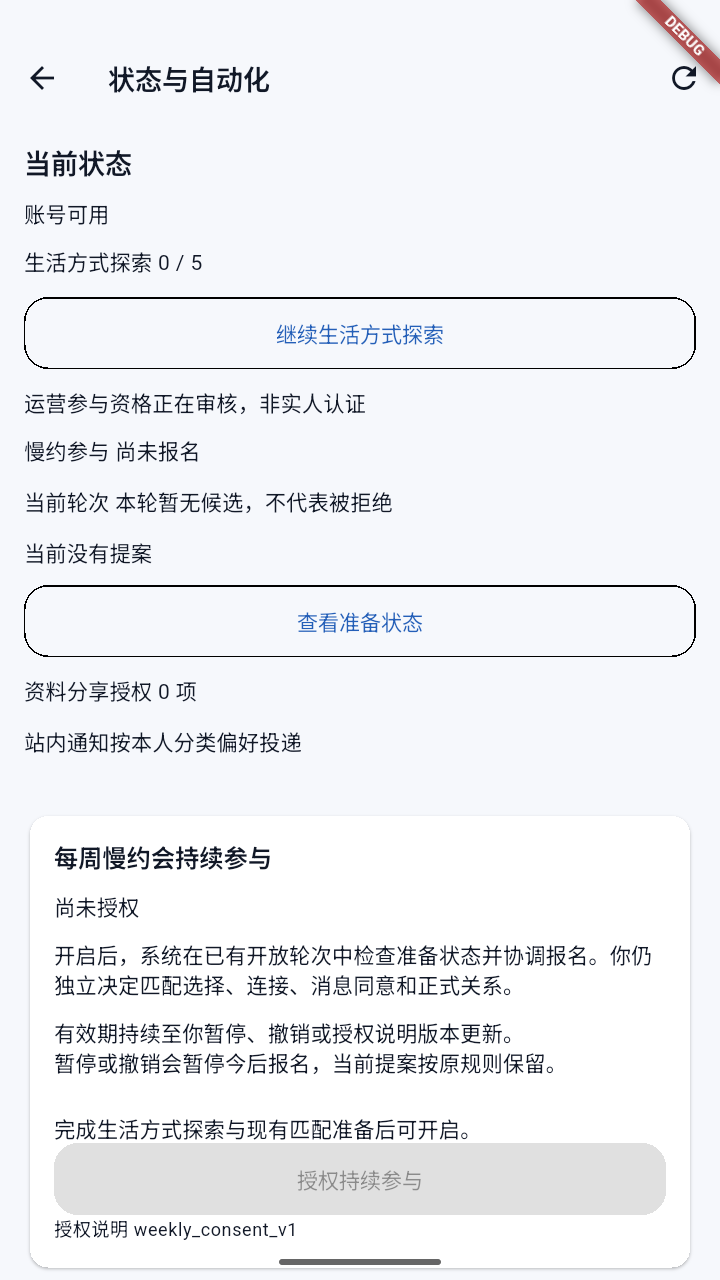 DEBUG
状态与自动化
当前状态
账号可用
生活方式探索 0 / 5
继续生活方式探索
运营参与资格正在审核，非实人认证
慢约参与 尚未报名
当前轮次 本轮暂无候选，不代表被拒绝
当前没有提案
查看准备状态
资料分享授权 0 项
站内通知按本人分类偏好投递
每周慢约会持续参与
尚未授权
开启后，系统在已有开放轮次中检查准备状态并协调报名。你仍
独立决定匹配选择、连接、消息同意和正式关系。
有效期持续至你暂停、撤销或授权说明版本更新。
暂停或撤销会暂停今后报名，当前提案按原规则保留。
完成生活方式探索与现有匹配准备后可开启。
授权持续参与
授权说明 weekly_consent_v1